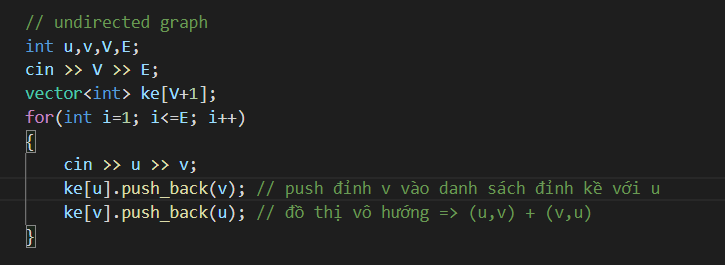 // undirected graph
int u,v,V,E;
cin >> V >> E;
vector<int> ke[V+1];
for(int i=1; i<=E; i++)
{
    cin >> u >> v;
    ke[u].push_back(v); // push đỉnh v vào danh sách đỉnh kề với u
    ke[v].push_back(u); // đồ thị vô hướng => (u,v) + (v,u)
}